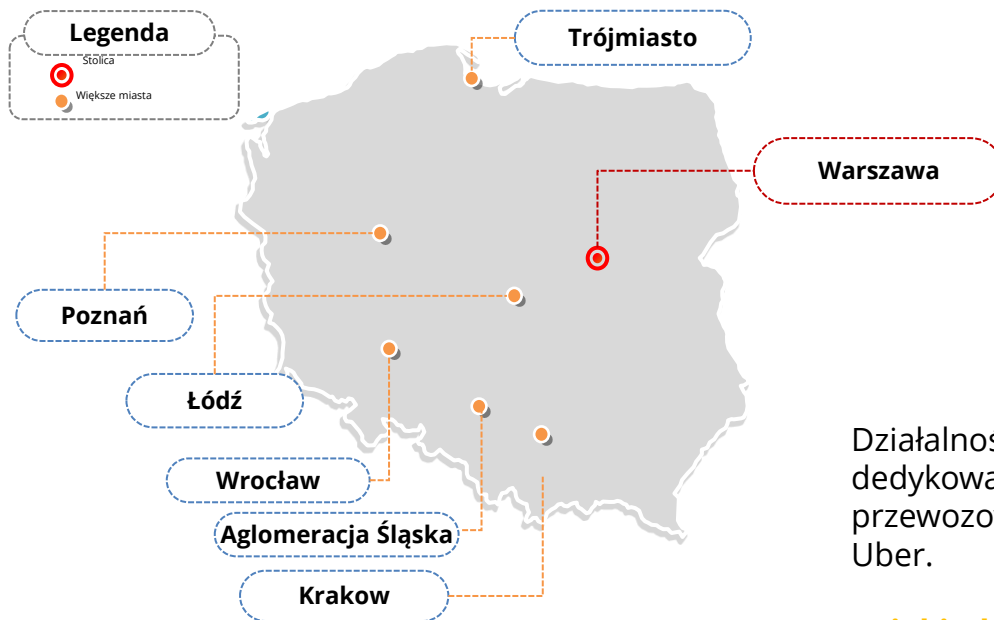 Legenda
Stolica
Większe miasta
Trójmiasto
Warszawa
Poznań
Łódź
Wrocław
Aglomeracja Śląska
Krakow
Uber.